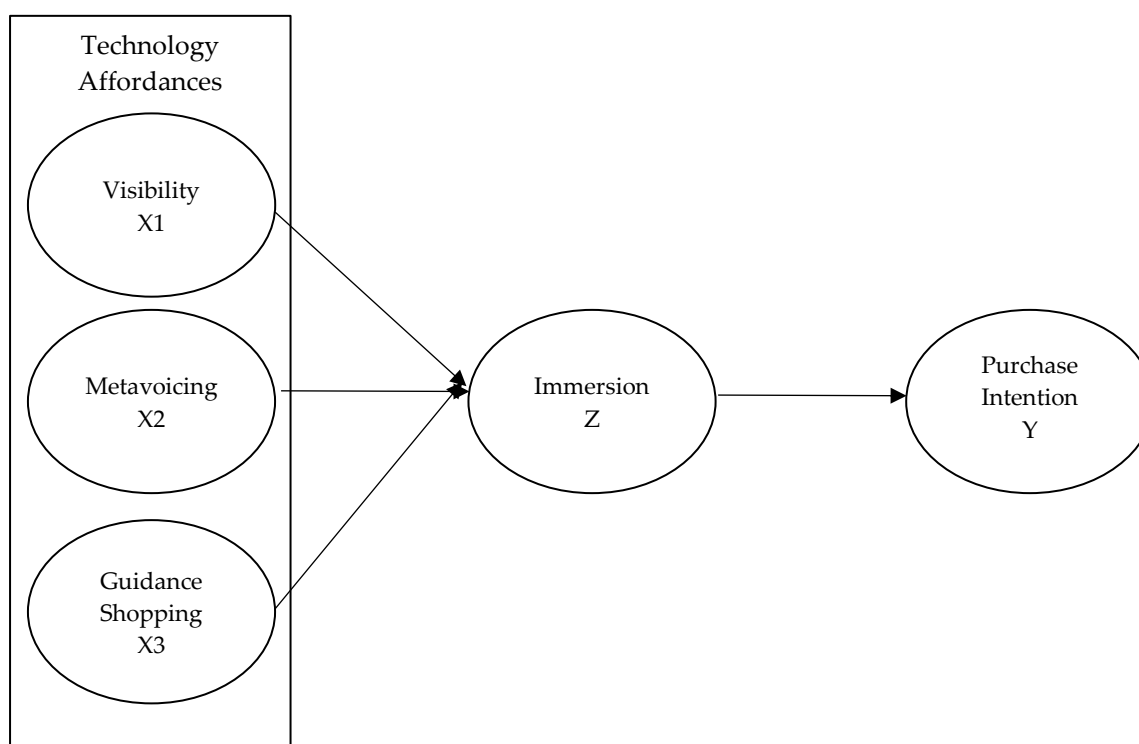 Technology
Affordances
Visibility
X1
Metavoicing
X2
Guidance
Shopping
X3
Immersion
Z
Purchase
Intention
Y